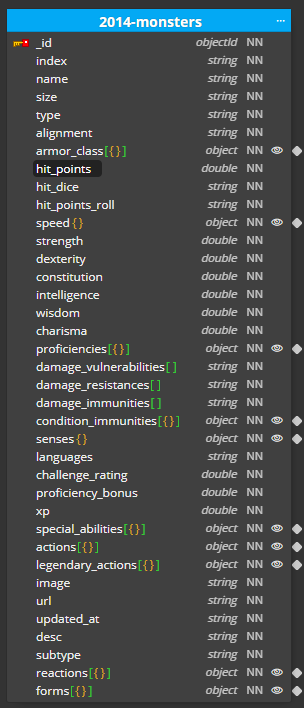 2014-monsters ...
_id objectId NN
index string NN
name string NN
size string NN
type string NN
alignment string NN
armor_class[{}] object NN
hit_points double NN
hit_dice string NN
hit_points_roll string NN
speed{} object NN
strength double NN
dexterity double NN
constitution double NN
intelligence double NN
wisdom double NN
charisma double NN
proficiencies[{}] object NN
damage_vulnerabilities[] string NN
damage_resistances[] string NN
damage_immunities[] string NN
condition_immunities[{}] object NN
senses{} object NN
languages string NN
challenge_rating double NN
proficiency_bonus double NN
xp double NN
special_abilities[{}] object NN
actions[{}] object NN
legendary_actions[{}] object NN
image string NN
url string NN
updated_at string NN
desc string NN
subtype string NN
reactions[{}] object NN
forms[{}] object NN